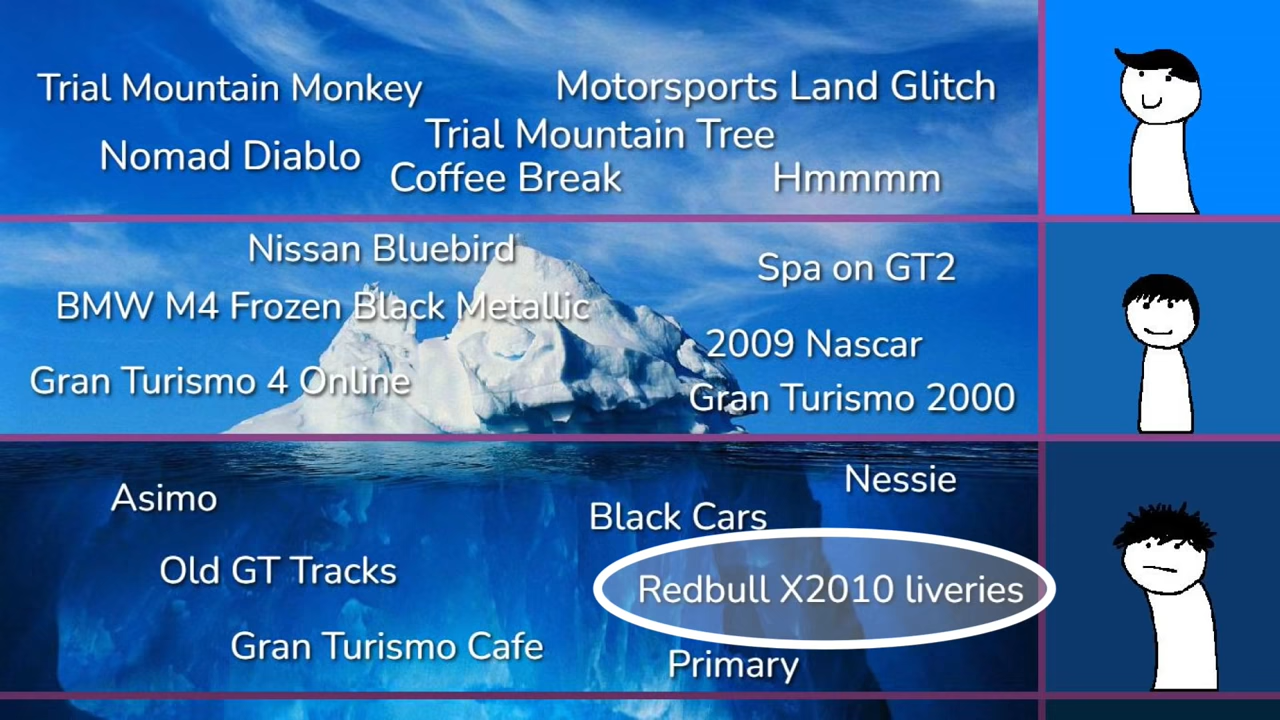 Trial Mountain Monkey
Motorsports Land Glitch
Trial Mountain Tree
Nomad Diablo
Coffee Break
Hmmmm
Nissan Bluebird
Spa on GT2
BMW M4 Frozen Black Metallic
2009 Nascar
Gran Turismo 4 Online
Gran Turismo 2000
Nessie
Asimo
Black Cars
Old GT Tracks
Redbull X2010 liveries
Gran Turismo Cafe
Primary